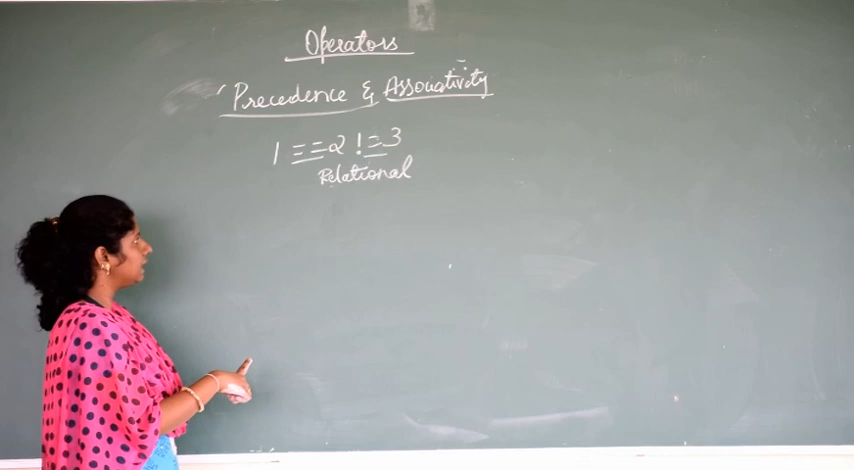 Operators
Precedence & Associativity
1 == 2 != 3
Relational